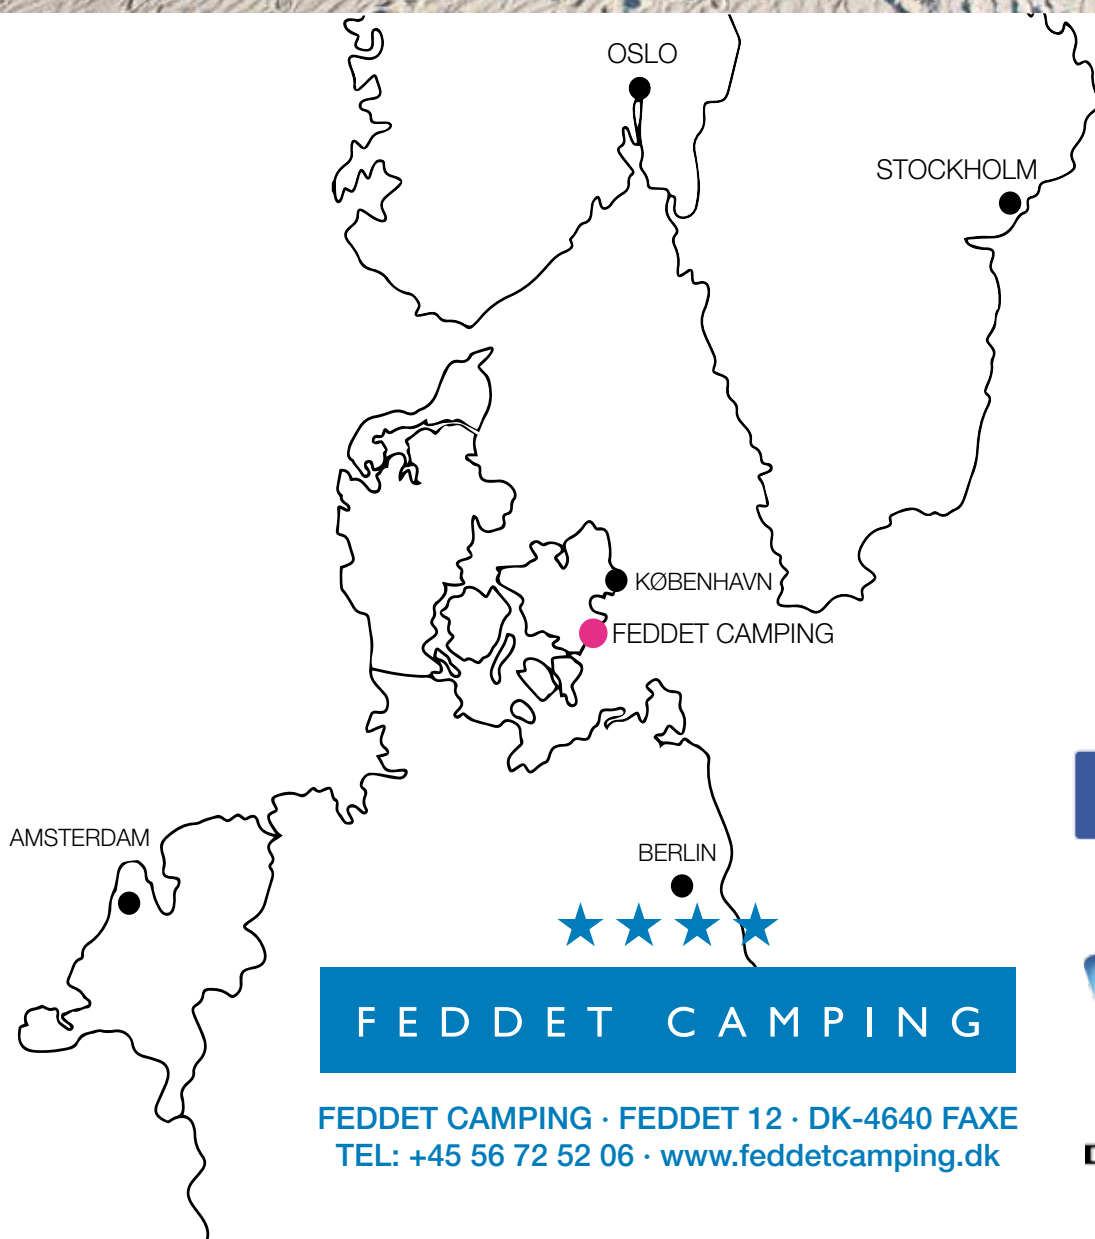 OSLO
STOCKHOLM
KØBENHAVN
FEDDET CAMPING
AMSTERDAM
BERLIN
FEDDET CAMPING
FEDDET CAMPING · FEDDET 12 · DK-4640 FAXE
TEL: +45 56 72 52 06 · www.feddetcamping.dk